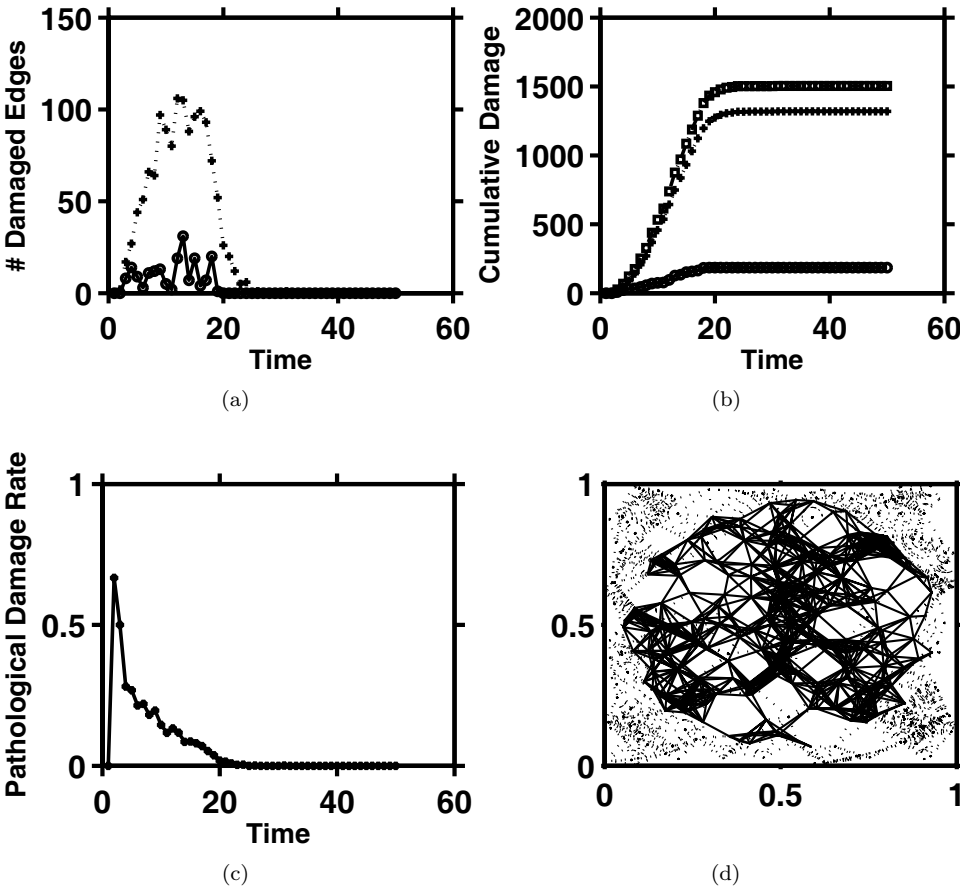 # Damaged Edges
150
100
50
0
0 20 40 60
Time
(a)
Cumulative Damage
2000
1500
1000
500
0
0 20 40 60
Time
(b)
Pathological Damage Rate
1
0.5
0
0 20 40 60
Time
(c)
1
0.5
0
0 0.5 1
(d)